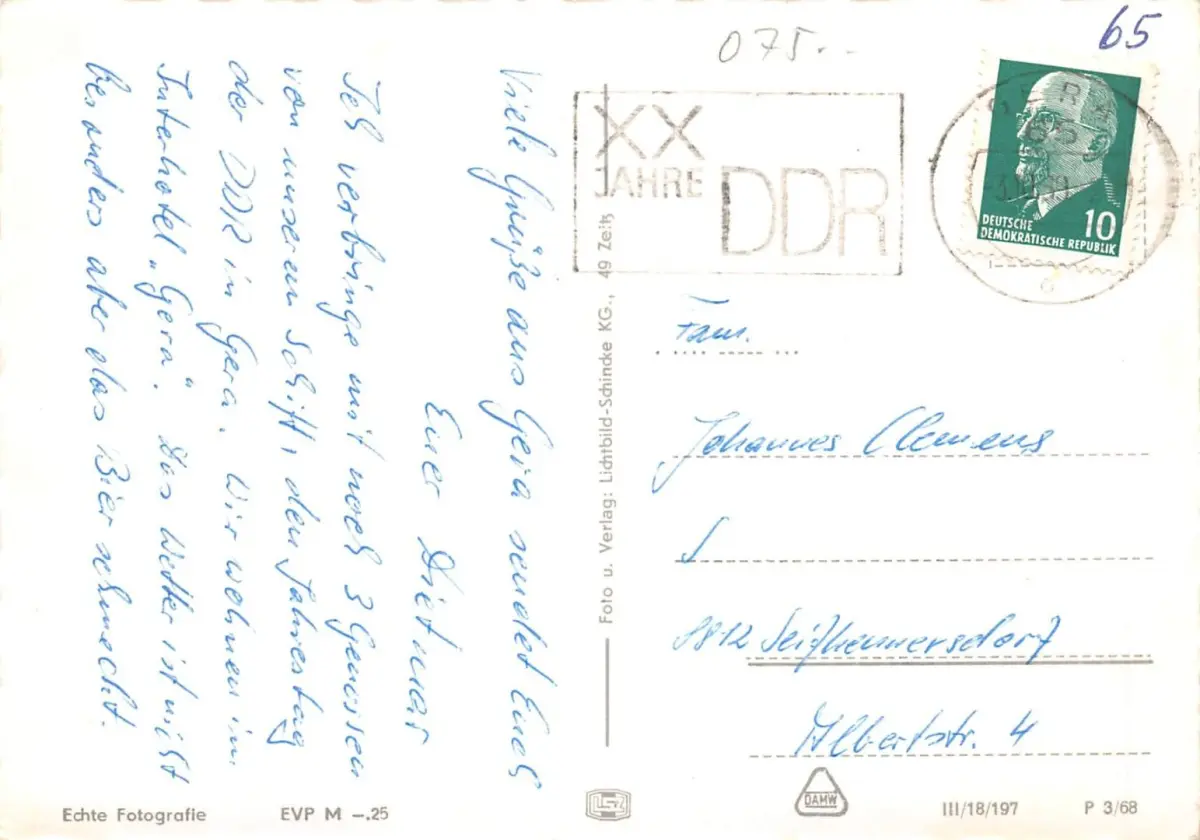 075..
65
XX
JAHRE
DDR
DEUTSCHE
DEMOKRATISCHE REPUBLIK
10
Viele Grüße aus Gera sendet Euch
Euer Dietmar
Ich verbringe mit noch 3 Genossen
von unserem Schiff, den Jahrestag
der DDR in Gera. Wir wohnen im
Interhotel „Gera“. Das Wetter ist nicht
besonders aber das Bier schmeckt.
Foto u. Verlag: Lichtbild-Schincke KG., 49 Zeitz
Fam.
Johannes Clemens
8812 Seifhennersdorf
Albertstr. 4
Echte Fotografie
EVP M –.25
DAMW
III/18/197
P 3/68